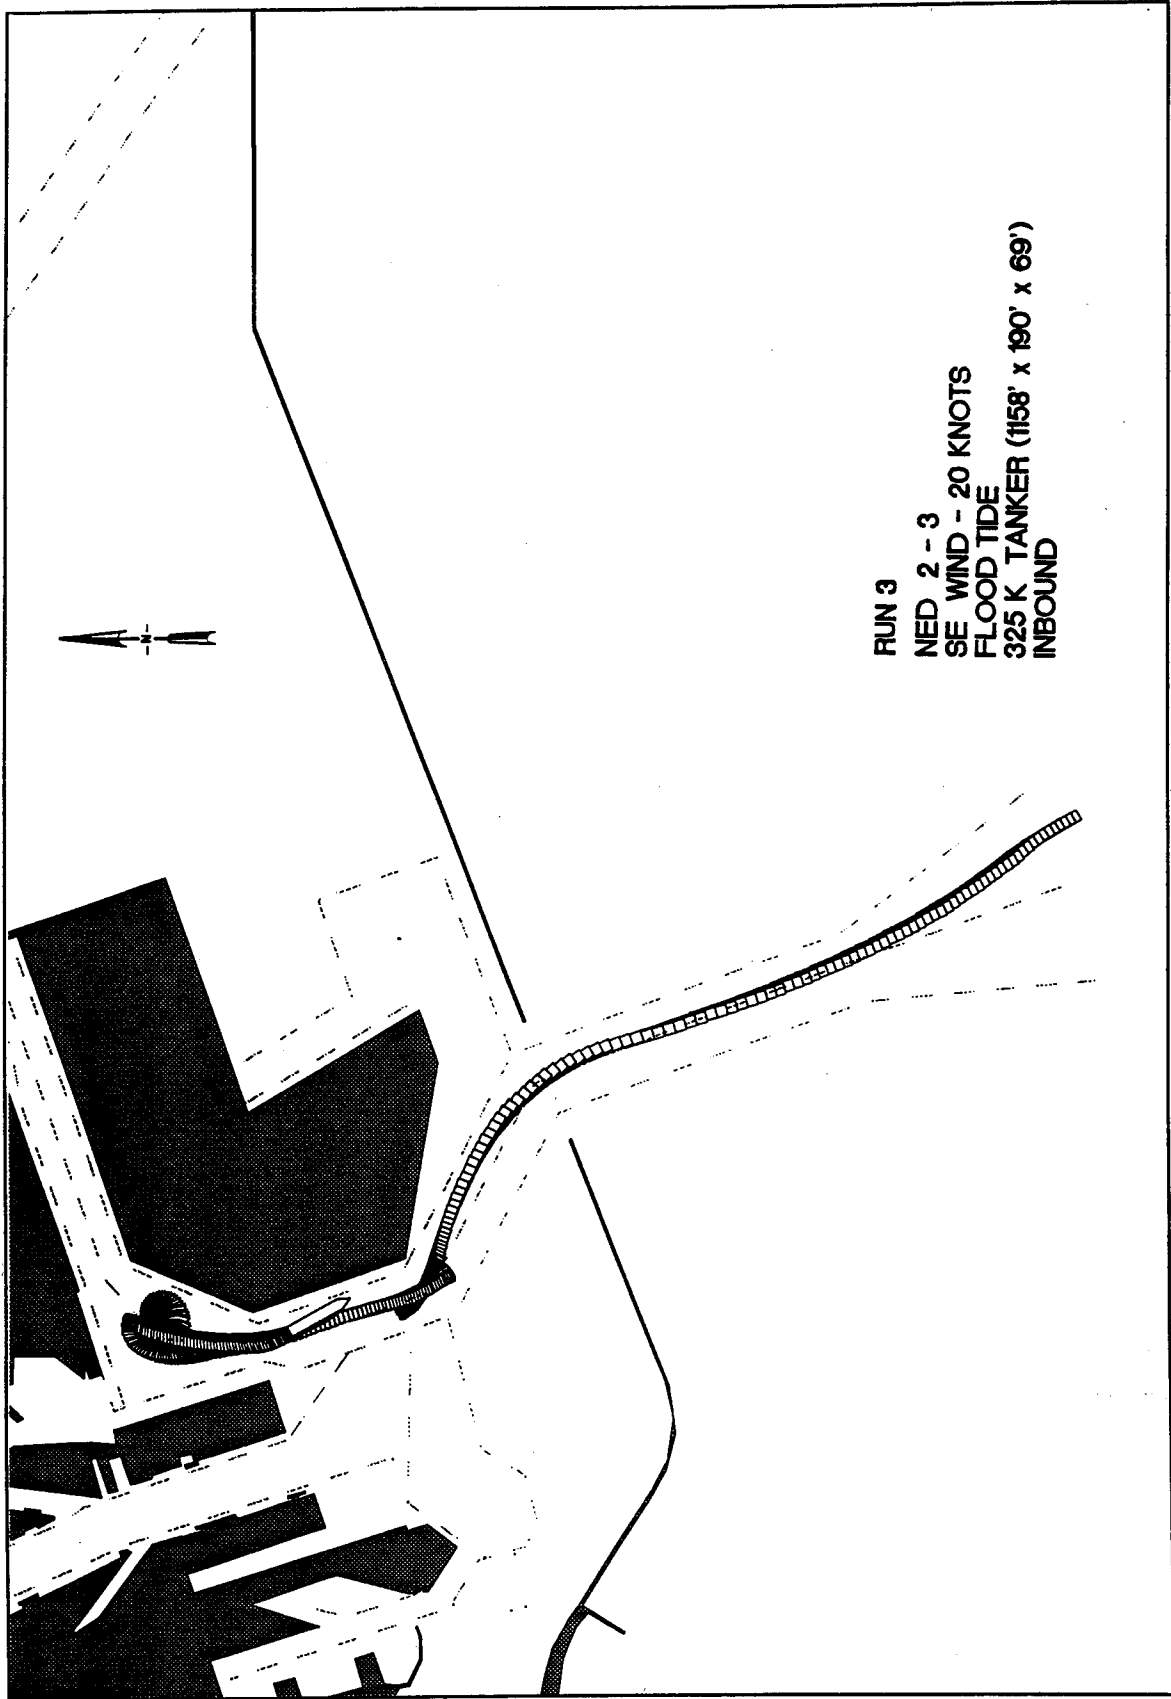 N
RUN 3
NED 2 - 3
SE WIND - 20 KNOTS
FLOOD TIDE
325 K TANKER (1158' x 190' x 69')
INBOUND